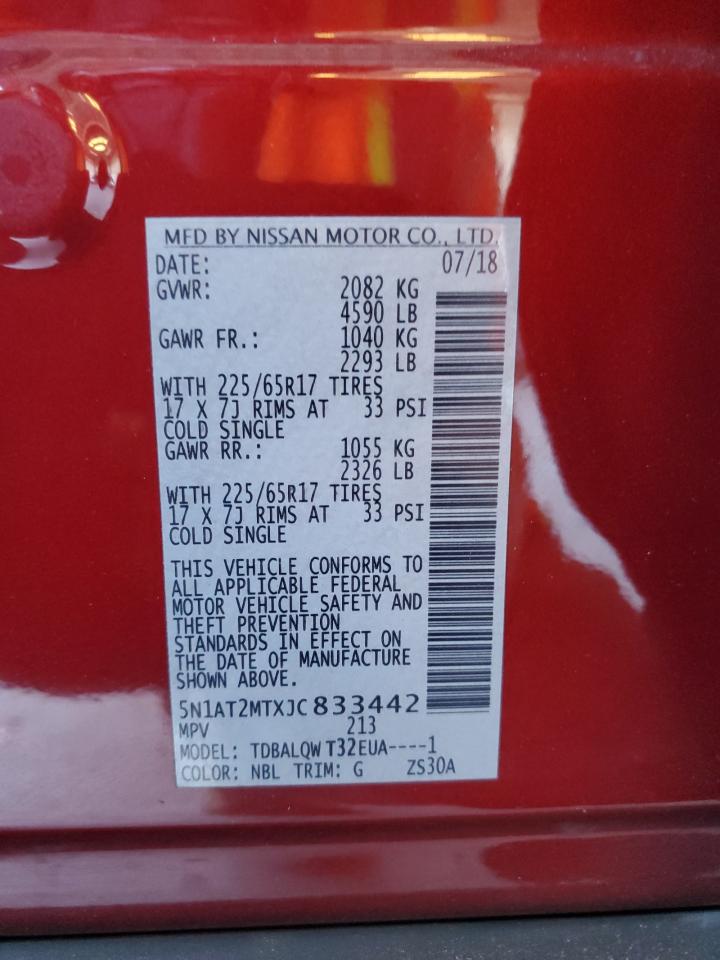 MFD BY NISSAN MOTOR CO., LTD.
DATE: 07/18
GVWR: 2082 KG
4590 LB
GAWR FR.: 1040 KG
2293 LB
WITH 225/65R17 TIRES
17 X 7J RIMS AT 33 PSI
COLD SINGLE
GAWR RR.: 1055 KG
2326 LB
WITH 225/65R17 TIRES
17 X 7J RIMS AT 33 PSI
COLD SINGLE
THIS VEHICLE CONFORMS TO
ALL APPLICABLE FEDERAL
MOTOR VEHICLE SAFETY AND
THEFT PREVENTION
STANDARDS IN EFFECT ON
THE DATE OF MANUFACTURE
SHOWN ABOVE.
5N1AT2MTXJC833442
MPV 213
MODEL: TDBALQWT32EUA----1
COLOR: NBL TRIM: G ZS30A